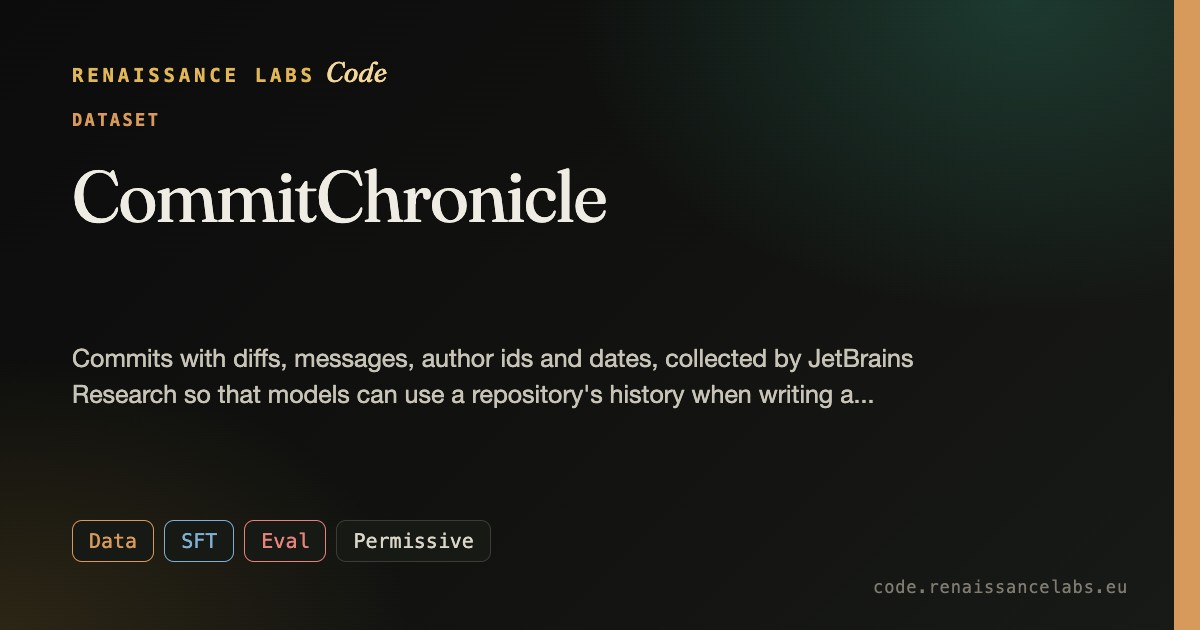 RENAISSANCE LABS Code
DATASET
CommitChronicle
Commits with diffs, messages, author ids and dates, collected by JetBrains
Research so that models can use a repository's history when writing a...
Data SFT Eval Permissive
code.renaissancelabs.eu